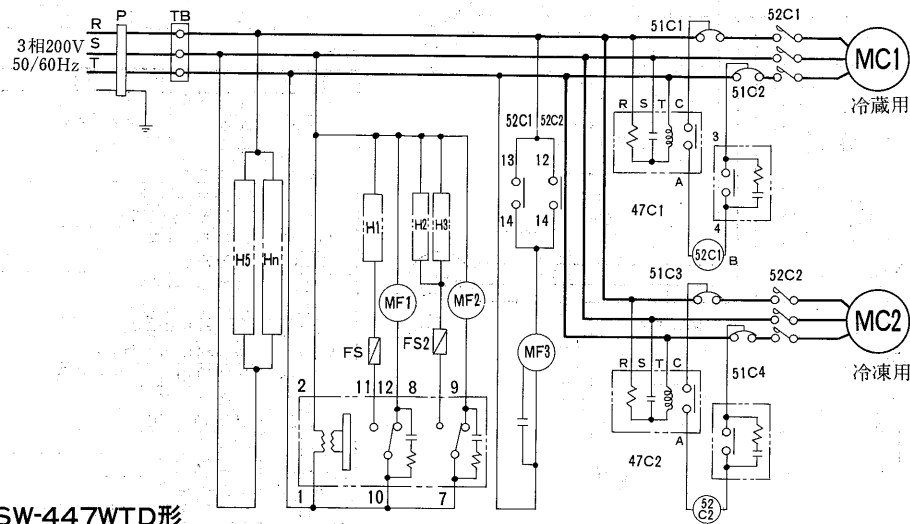 R P TB
3相200V S
50/60Hz T
51C1 52C1
MC1
冷蔵用
51C2
R S T C
52C1 52C2
13 12
14 14
3
A
4
47C1
52C1 B
H5 Hn H1 H2 H3
MF1 MF2
FS FS2
MF3
51C3 52C2
MC2
冷凍用
51C4
R S T C
A
47C2
52
C2
2 11 12 8 9
1 10 7
SW-447WTD形